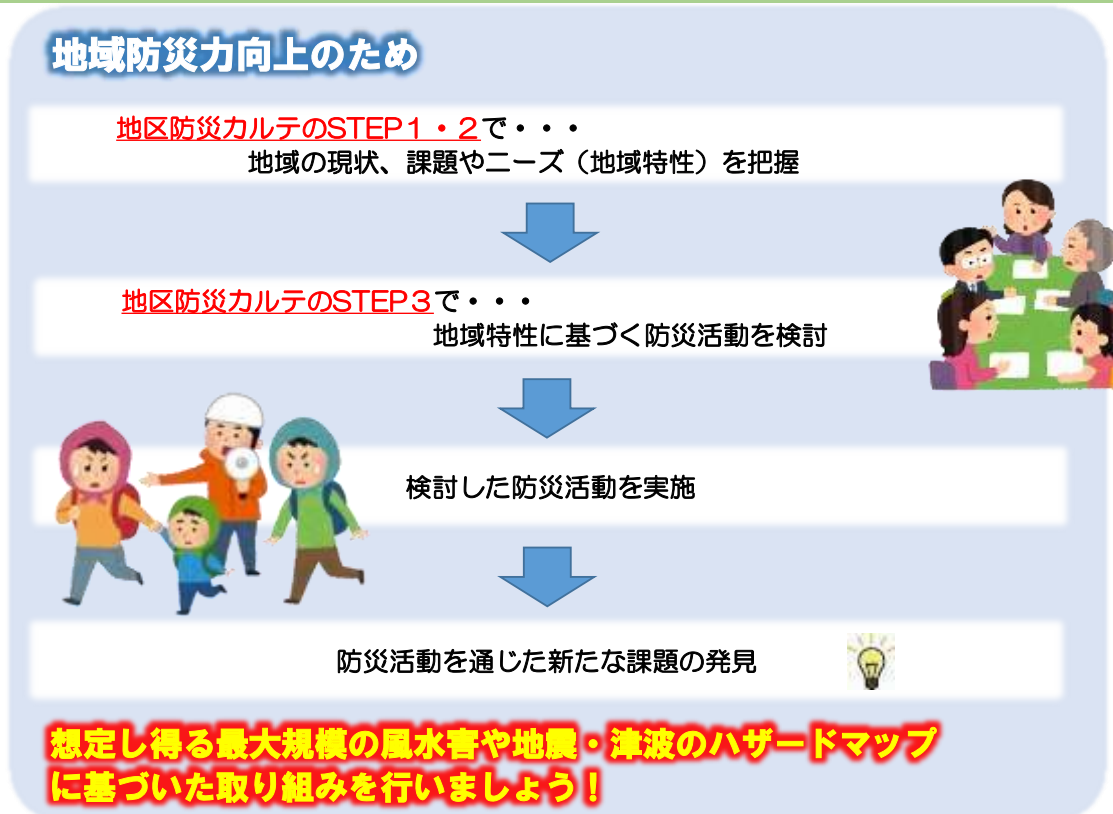 地域防災力向上のため
地区防災カルテのSTEP１・２で・・・
地域の現状、課題やニーズ（地域特性）を把握
地区防災カルテのSTEP３で・・・
地域特性に基づく防災活動を検討
検討した防災活動を実施
防災活動を通じた新たな課題の発見
想定し得る最大規模の風水害や地震・津波のハザードマップ
に基づいた取り組みを行いましょう！